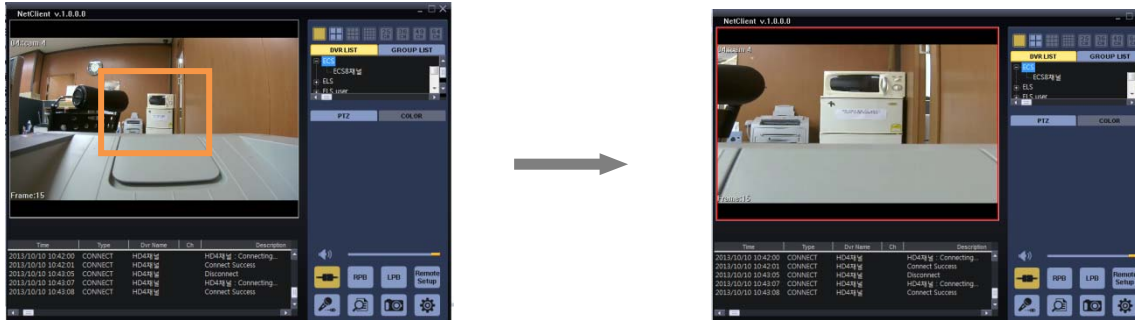 NetClient v.1.0.0.0
04:cam 4
Frame:15
DVR LIST GROUP LIST
ECS
ECS8채널
ELS
ELS user
PTZ COLOR
Time Type Dvr Name Ch Description
2013/10/10 10:42:00 CONNECT HD4채널 HD4채널 : Connecting...
2013/10/10 10:42:01 CONNECT HD4채널 Connect Success
2013/10/10 10:43:05 CONNECT HD4채널 Disconnect
2013/10/10 10:43:07 CONNECT HD4채널 HD4채널 : Connecting...
2013/10/10 10:43:08 CONNECT HD4채널 Connect Success
RPB LPB Remote Setup
NetClient v.1.0.0.0
04:cam 4
Frame:15
DVR LIST GROUP LIST
ECS
ECS8채널
ELS
ELS user
PTZ COLOR
Time Type Dvr Name Ch Description
2013/10/10 10:42:00 CONNECT HD4채널 HD4채널 : Connecting...
2013/10/10 10:42:01 CONNECT HD4채널 Connect Success
2013/10/10 10:43:05 CONNECT HD4채널 Disconnect
2013/10/10 10:43:07 CONNECT HD4채널 HD4채널 : Connecting...
2013/10/10 10:43:08 CONNECT HD4채널 Connect Success
RPB LPB Remote Setup